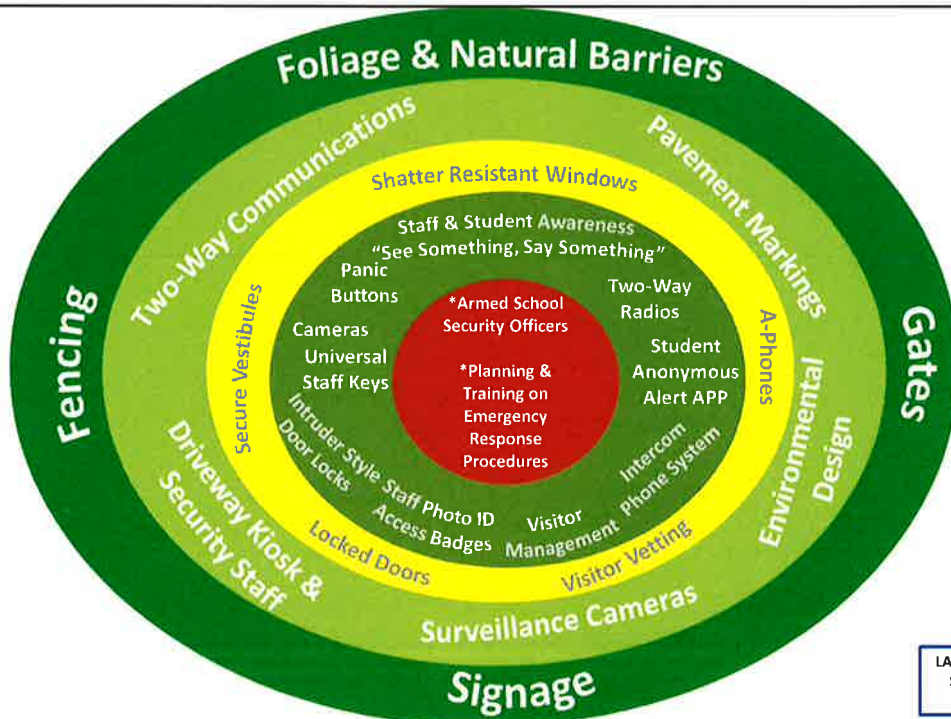 Foliage & Natural Barriers
Two-Way Communications
Pavement Markings
Shatter Resistant Windows
Staff & Student Awareness
“See Something, Say Something”
Panic
Buttons
Two-Way
Radios
*Armed School
Security Officers
Fencing
Secure Vestibules
Cameras
Universal
Staff Keys
*Planning &
Training on
Emergency
Response
Procedures
Student
Anonymous
Alert APP
A-Phones
Gates
Environmental
Design
Intruder Style
Door Locks
Staff Photo ID
Access Badges
Visitor
Management
Intercom
Phone System
Driveway Kiosk &
Security Staff
Locked Doors
Visitor Vetting
Surveillance Cameras
Signage